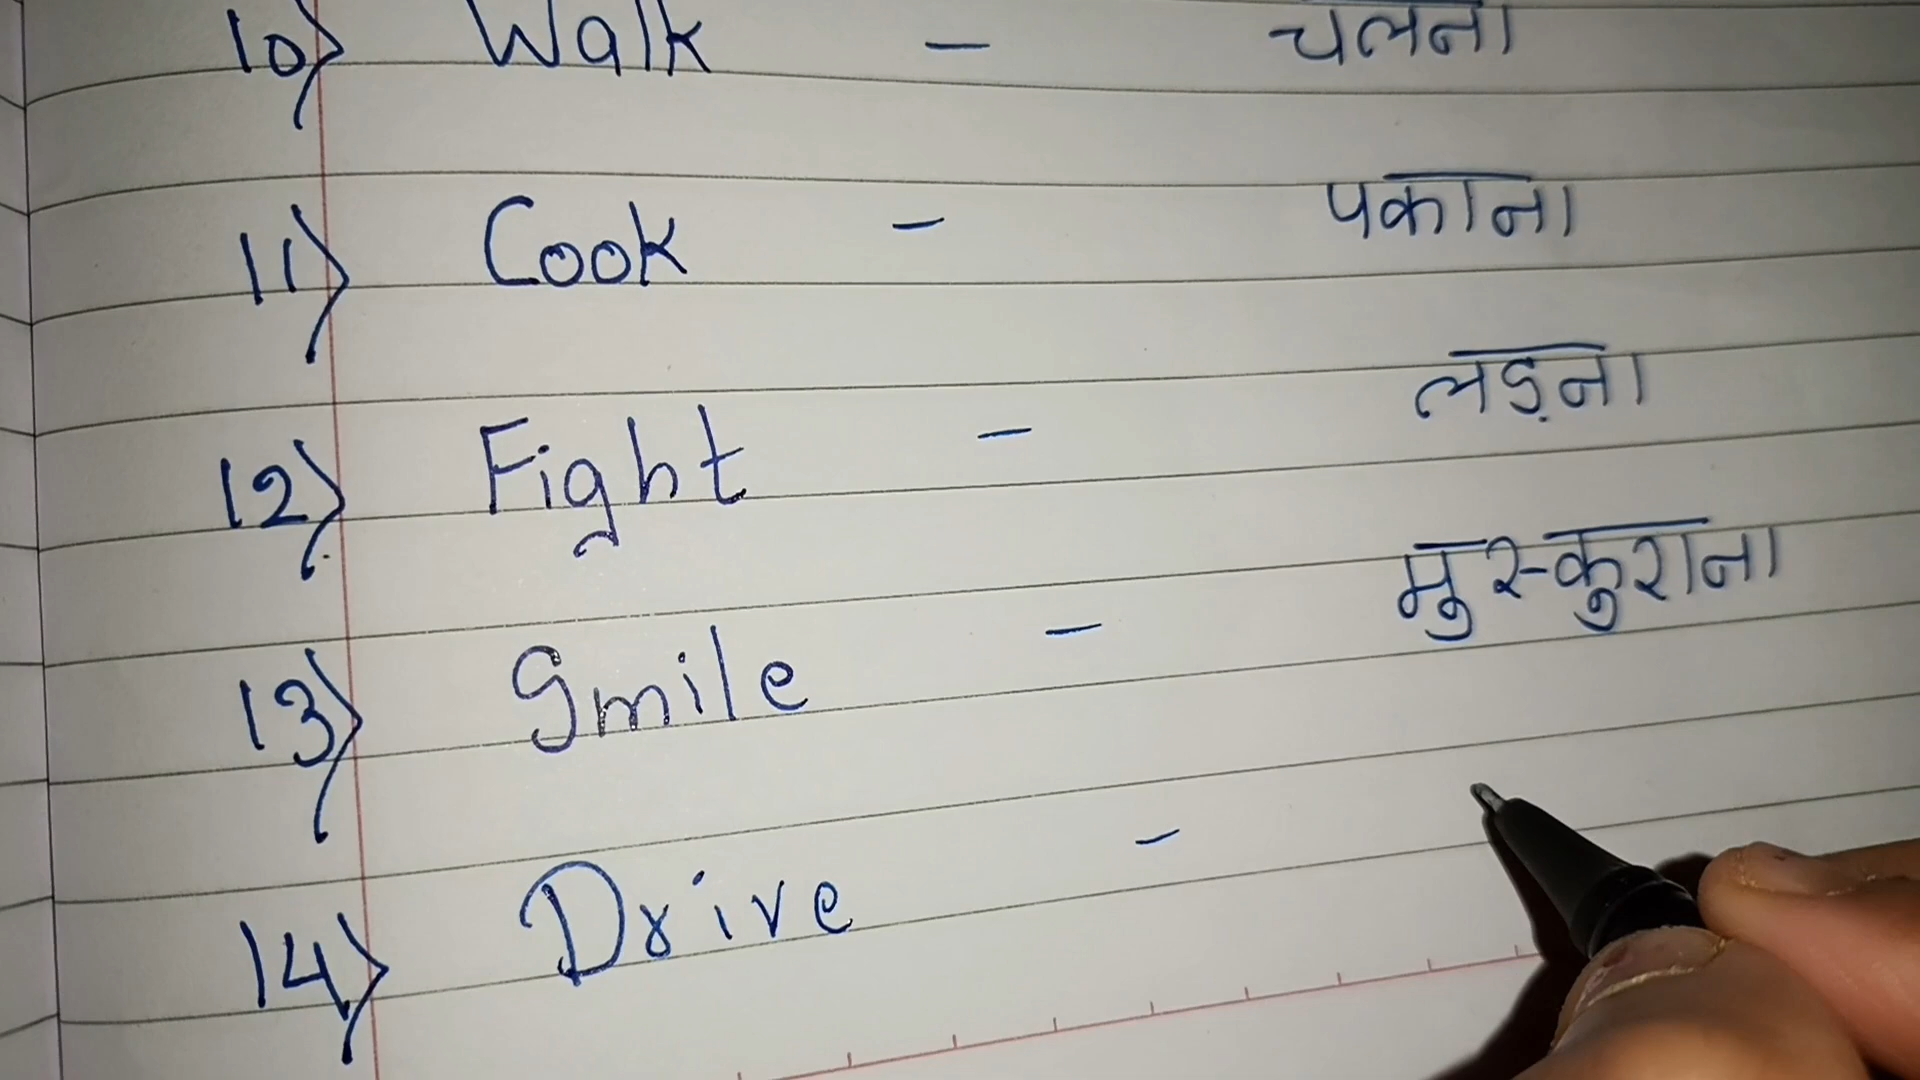 10) Walk - चलना
11) Cook - पकाना
12) Fight - लड़ना
13) Smile - मुस्कुराना
14) Drive -